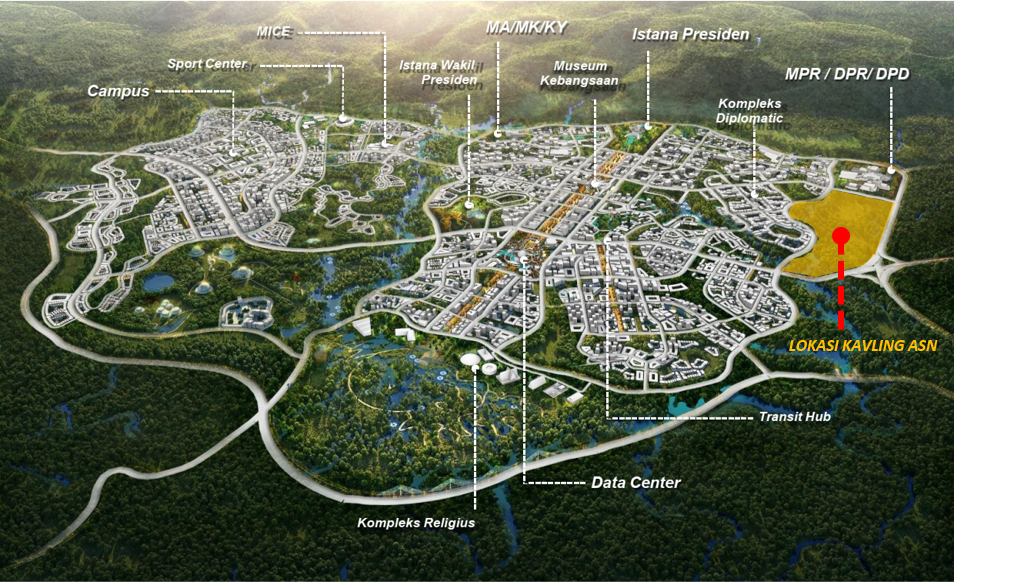 MICE
MA/MK/KY
Istana Presiden
Sport Center
Istana Wakil
Presiden
Museum
Kebangsaan
MPR / DPR/ DPD
Campus
Kompleks
Diplomatic
LOKASI KAVLING ASN
Transit Hub
Data Center
Kompleks Religius